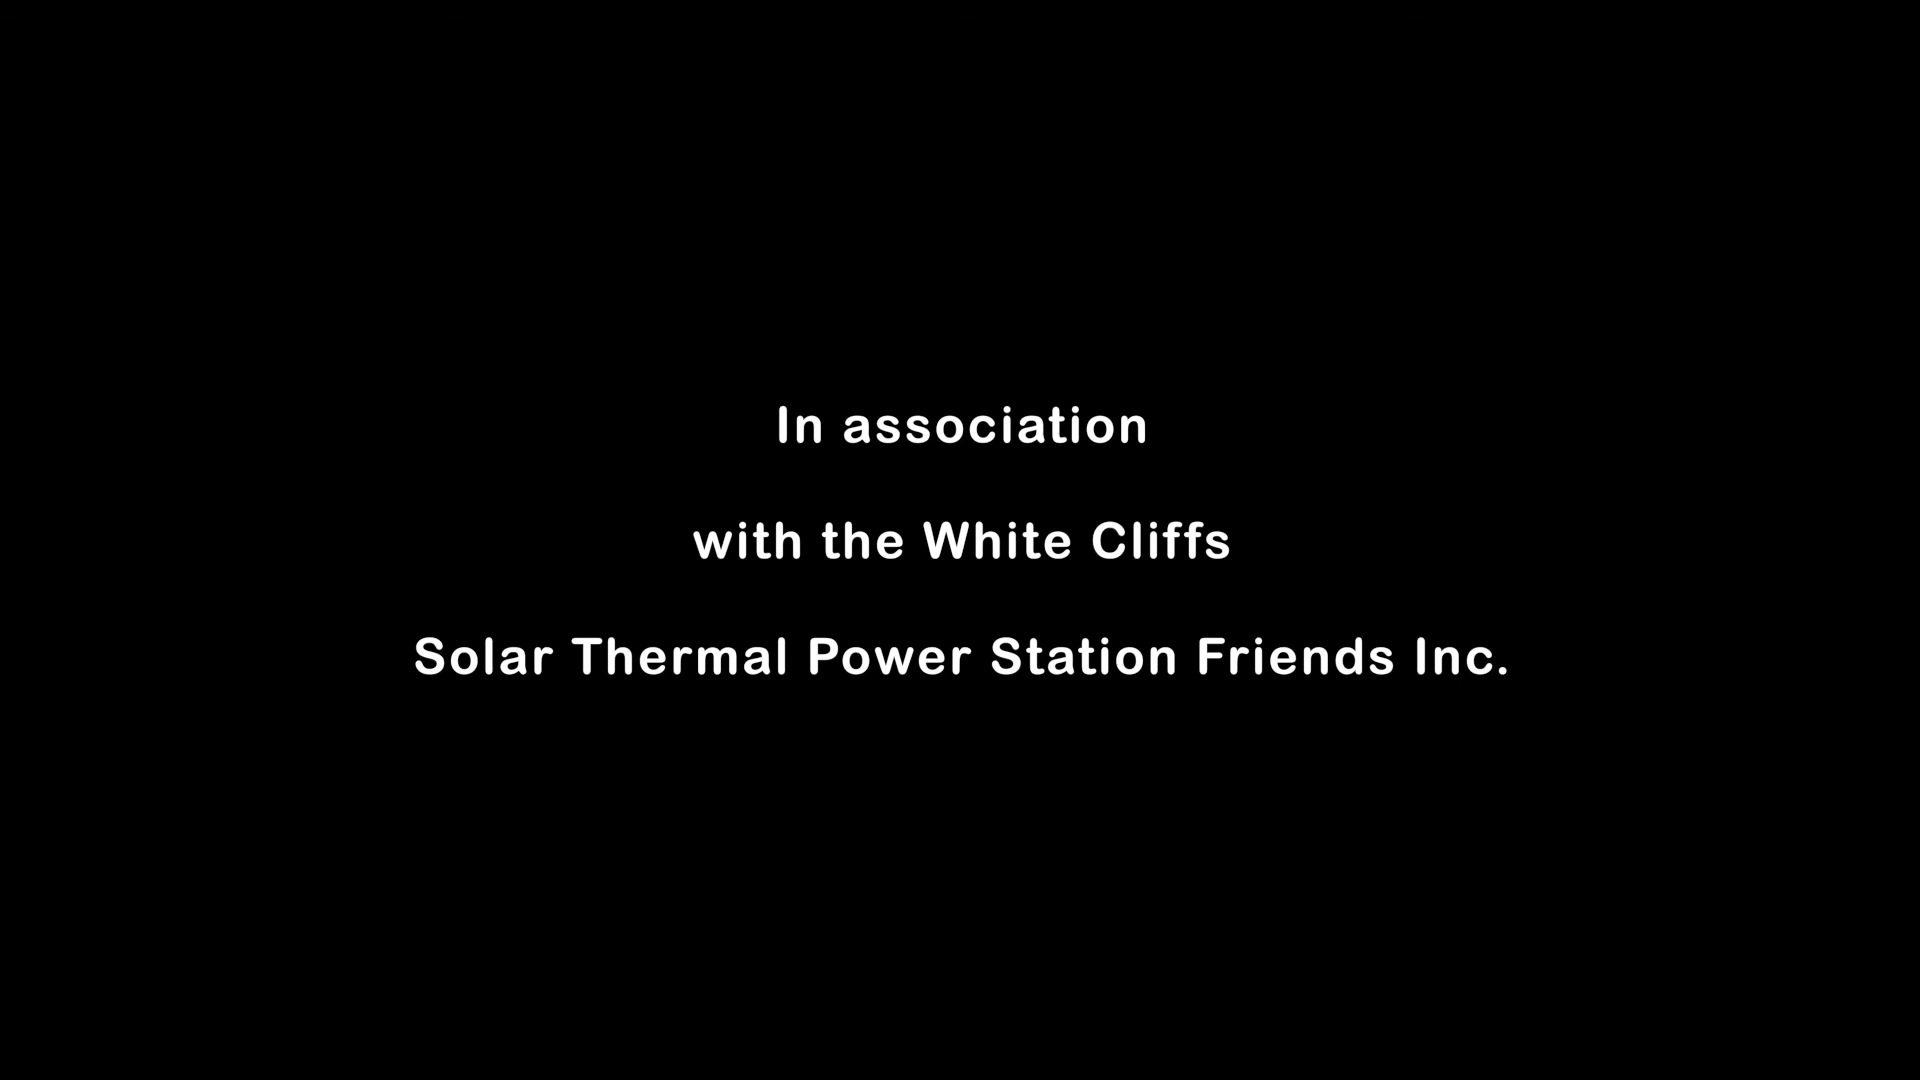 In association
with the White Cliffs
Solar Thermal Power Station Friends Inc.